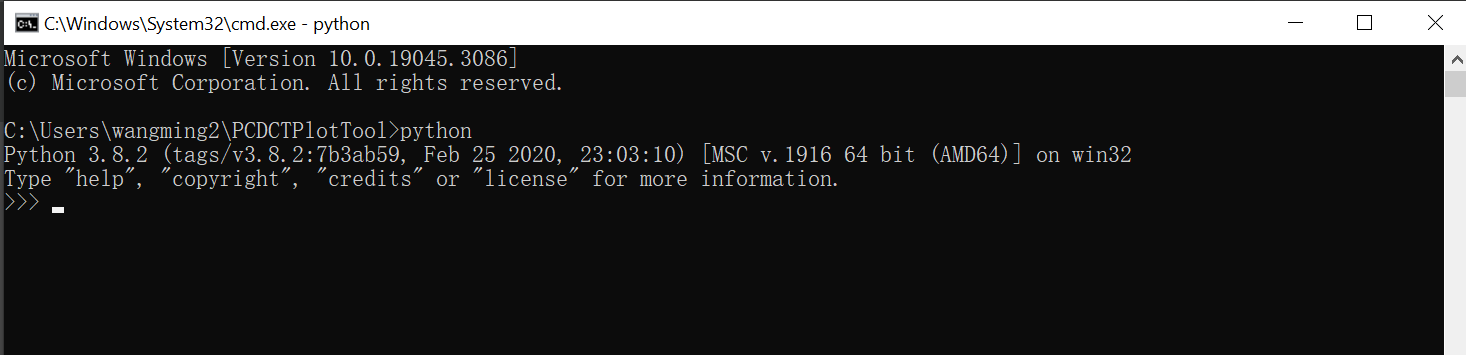 C:\Windows\System32\cmd.exe - python
Microsoft Windows [Version 10.0.19045.3086]
(c) Microsoft Corporation. All rights reserved.
C:\Users\wangming2\PCDCTPlotTool>python
Python 3.8.2 (tags/v3.8.2:7b3ab59, Feb 25 2020, 23:03:10) [MSC v.1916 64 bit (AMD64)] on win32
Type "help", "copyright", "credits" or "license" for more information.
>>>